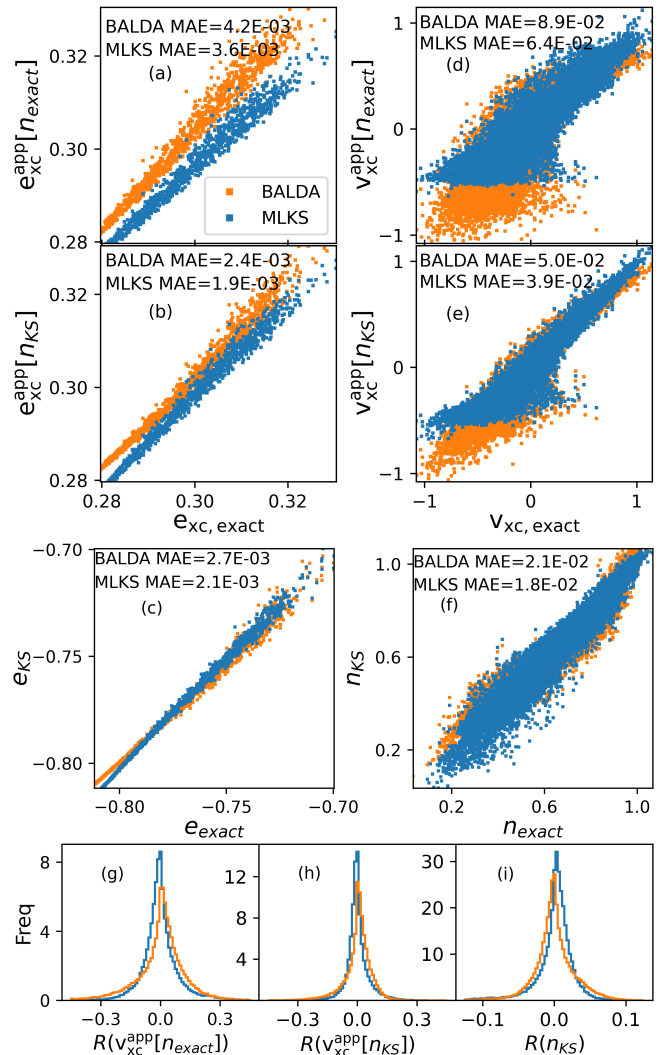 BALDA MAE=4.2E-03
MLKS MAE=3.6E-03
(a)
0.32
0.30
0.28
e_xc^app[n_exact]
BALDA
MLKS
BALDA MAE=8.9E-02
MLKS MAE=6.4E-02
(d)
1
0
−1
v_xc^app[n_exact]
BALDA MAE=2.4E-03
MLKS MAE=1.9E-03
(b)
0.32
0.30
0.28
e_xc^app[n_KS]
0.28 0.30 0.32
e_xc, exact
BALDA MAE=5.0E-02
MLKS MAE=3.9E-02
(e)
1
0
−1
v_xc^app[n_KS]
−1 0 1
v_xc, exact
BALDA MAE=2.7E-03
MLKS MAE=2.1E-03
(c)
−0.70
−0.75
−0.80
e_KS
−0.80 −0.75 −0.70
e_exact
BALDA MAE=2.1E-02
MLKS MAE=1.8E-02
(f)
1.0
0.6
0.2
n_KS
0.2 0.6 1.0
n_exact
(g)
8
4
0
Freq
−0.3 0.0 0.3
R(v_xc^app[n_exact])
(h)
12
8
4
−0.3 0.0 0.3
R(v_xc^app[n_KS])
(i)
30
20
10
−0.1 0.0 0.1
R(n_KS)